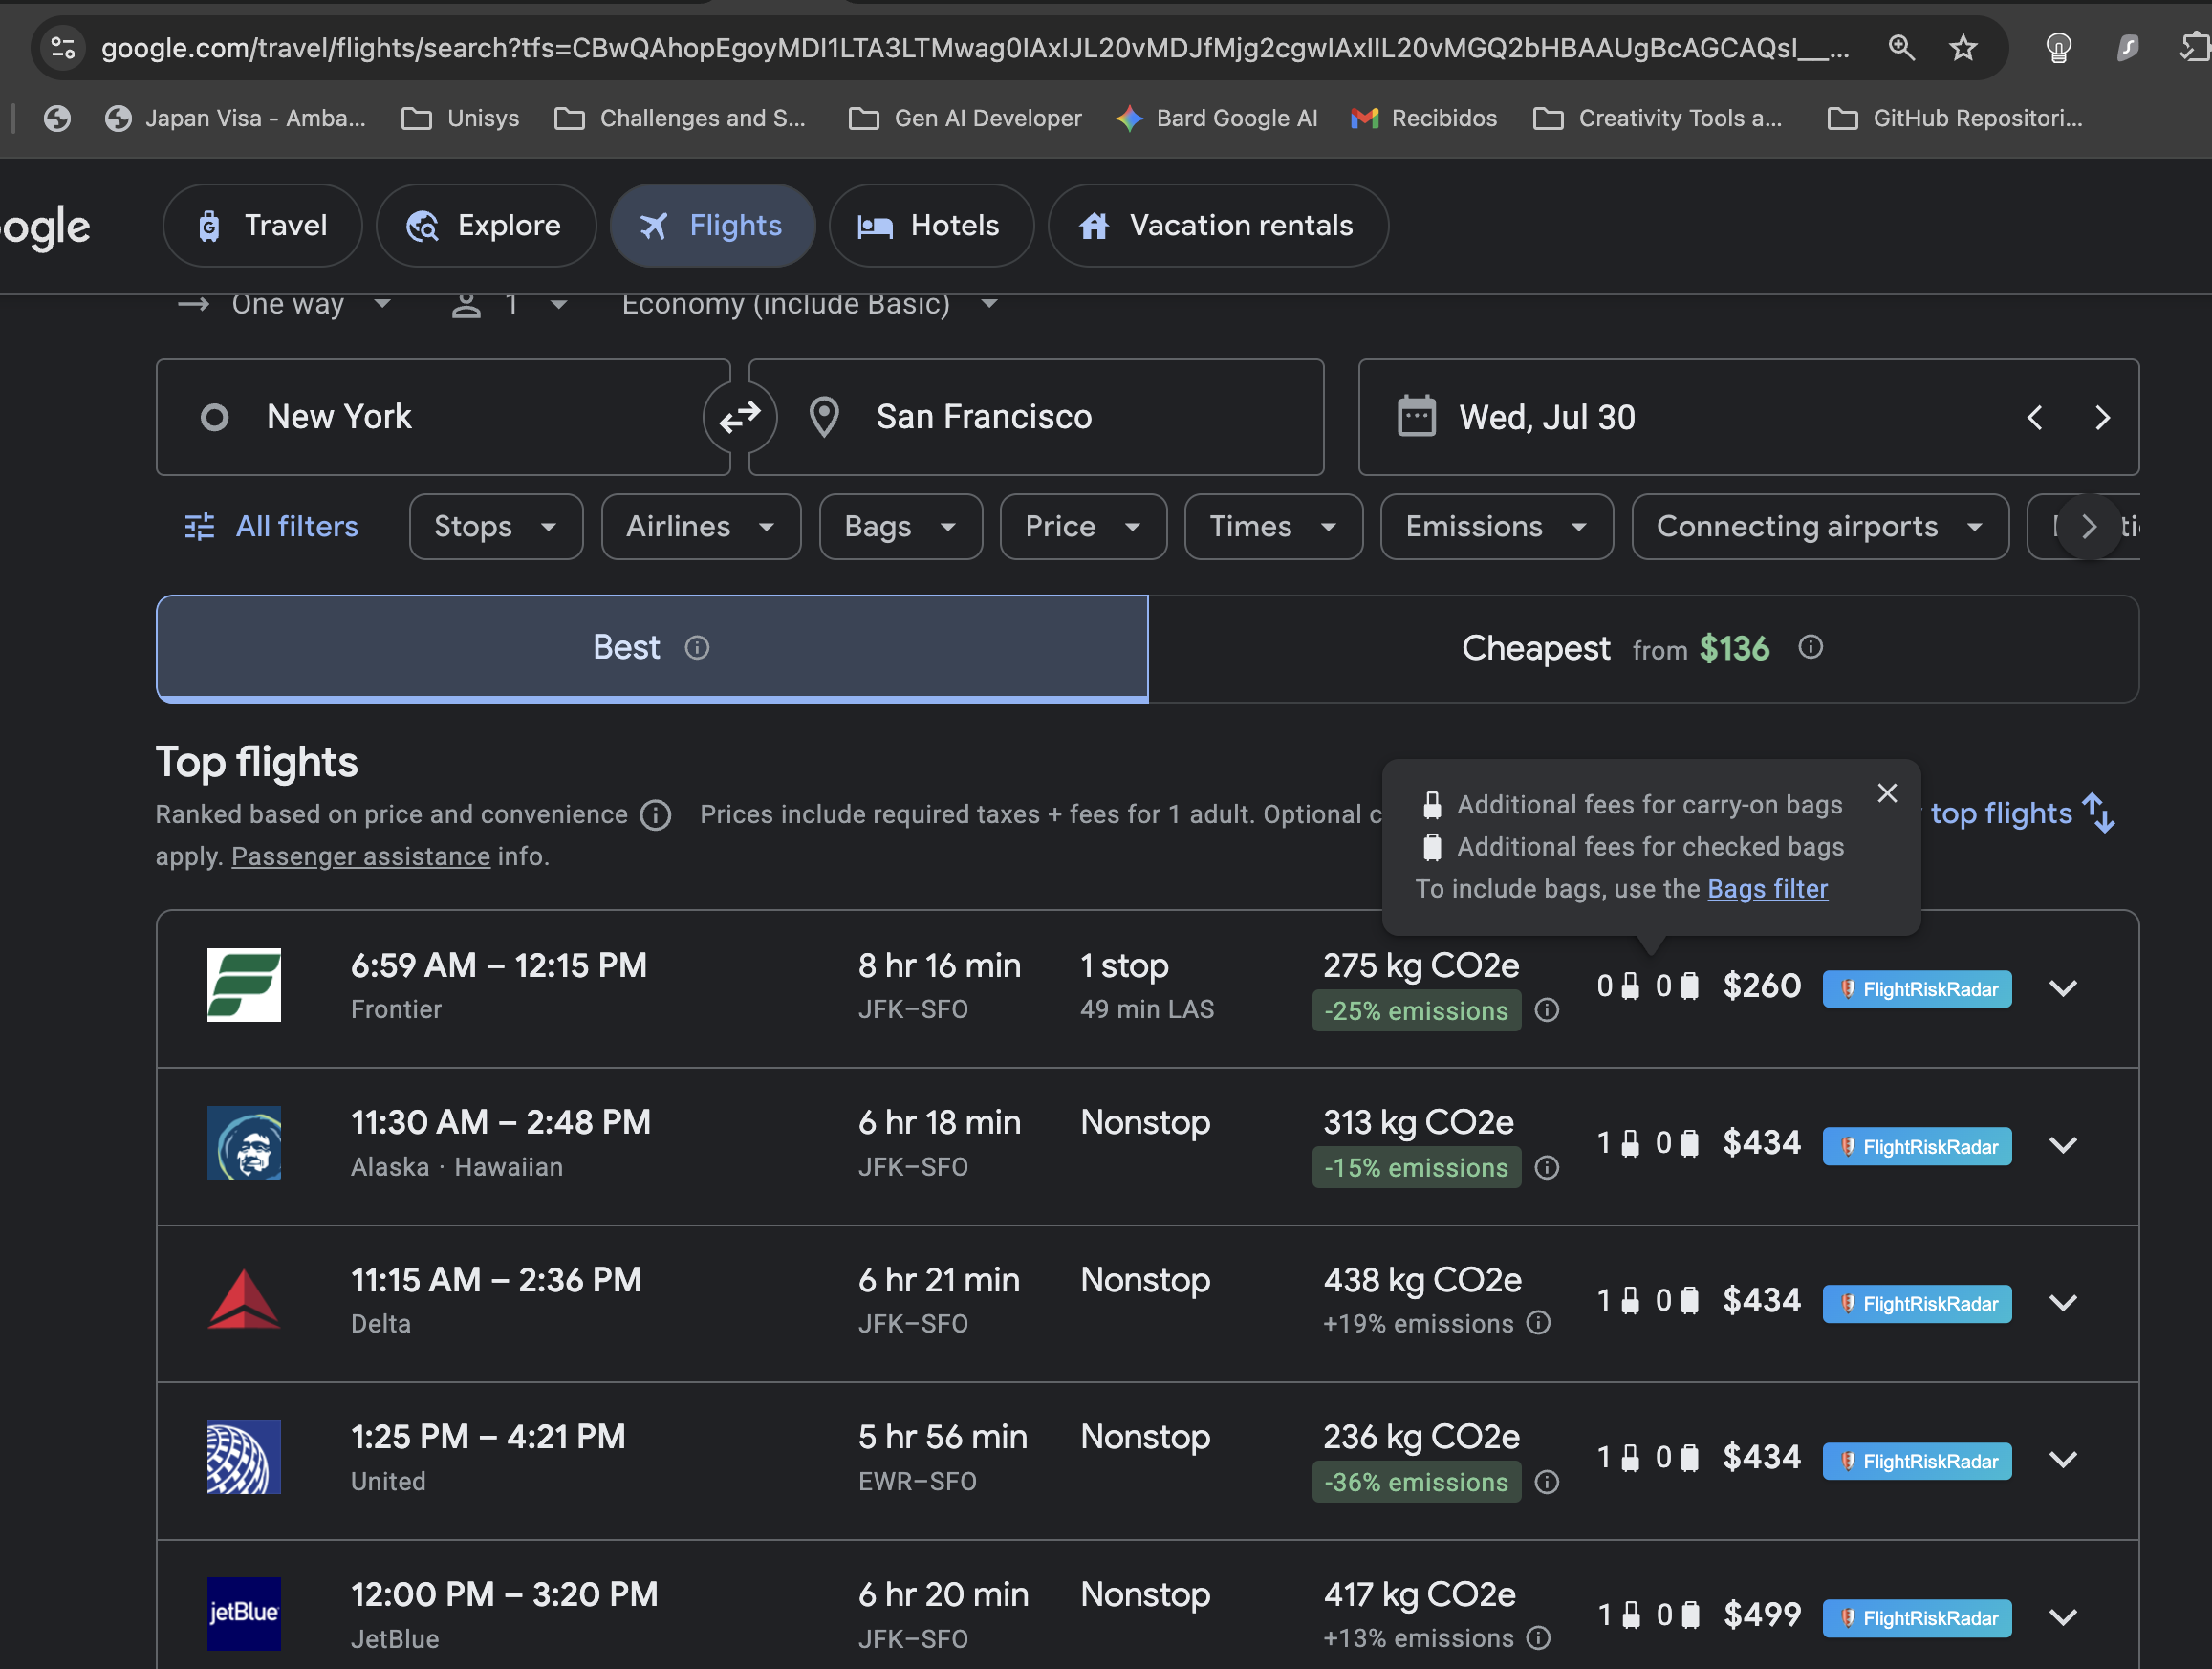 google.com/travel/flights/search?tfs=CBwQAhopEgoyMDI1LTA3LTMwag0IAxIJL20vMDJfMjg2cgwIAxIIL20vMGQ2bHBAAUgBcAGCAQsI___...
Japan Visa - Amba...
Unisys
Challenges and S...
Gen AI Developer
Bard Google AI
Recibidos
Creativity Tools a...
GitHub Repositori...
ogle
Travel
Explore
Flights
Hotels
Vacation rentals
One way
1
Economy (include Basic)
New York
San Francisco
Wed, Jul 30
All filters
Stops
Airlines
Bags
Price
Times
Emissions
Connecting airports
Best
Cheapest from $136
Top flights
Additional fees for carry-on bags
Ranked based on price and convenience Prices include required taxes + fees for 1 adult. Optional c
top flights
Additional fees for checked bags
apply. Passenger assistance info.
To include bags, use the Bags filter
6:59 AM – 12:15 PM 8 hr 16 min 1 stop 275 kg CO2e 0 0 $260 FlightRiskRadar
Frontier JFK–SFO 49 min LAS -25% emissions
11:30 AM – 2:48 PM 6 hr 18 min Nonstop 313 kg CO2e 1 0 $434 FlightRiskRadar
Alaska · Hawaiian JFK–SFO -15% emissions
11:15 AM – 2:36 PM 6 hr 21 min Nonstop 438 kg CO2e 1 0 $434 FlightRiskRadar
Delta JFK–SFO +19% emissions
1:25 PM – 4:21 PM 5 hr 56 min Nonstop 236 kg CO2e 1 0 $434 FlightRiskRadar
United EWR–SFO -36% emissions
jetBlue 12:00 PM – 3:20 PM 6 hr 20 min Nonstop 417 kg CO2e 1 0 $499 FlightRiskRadar
JetBlue JFK–SFO +13% emissions